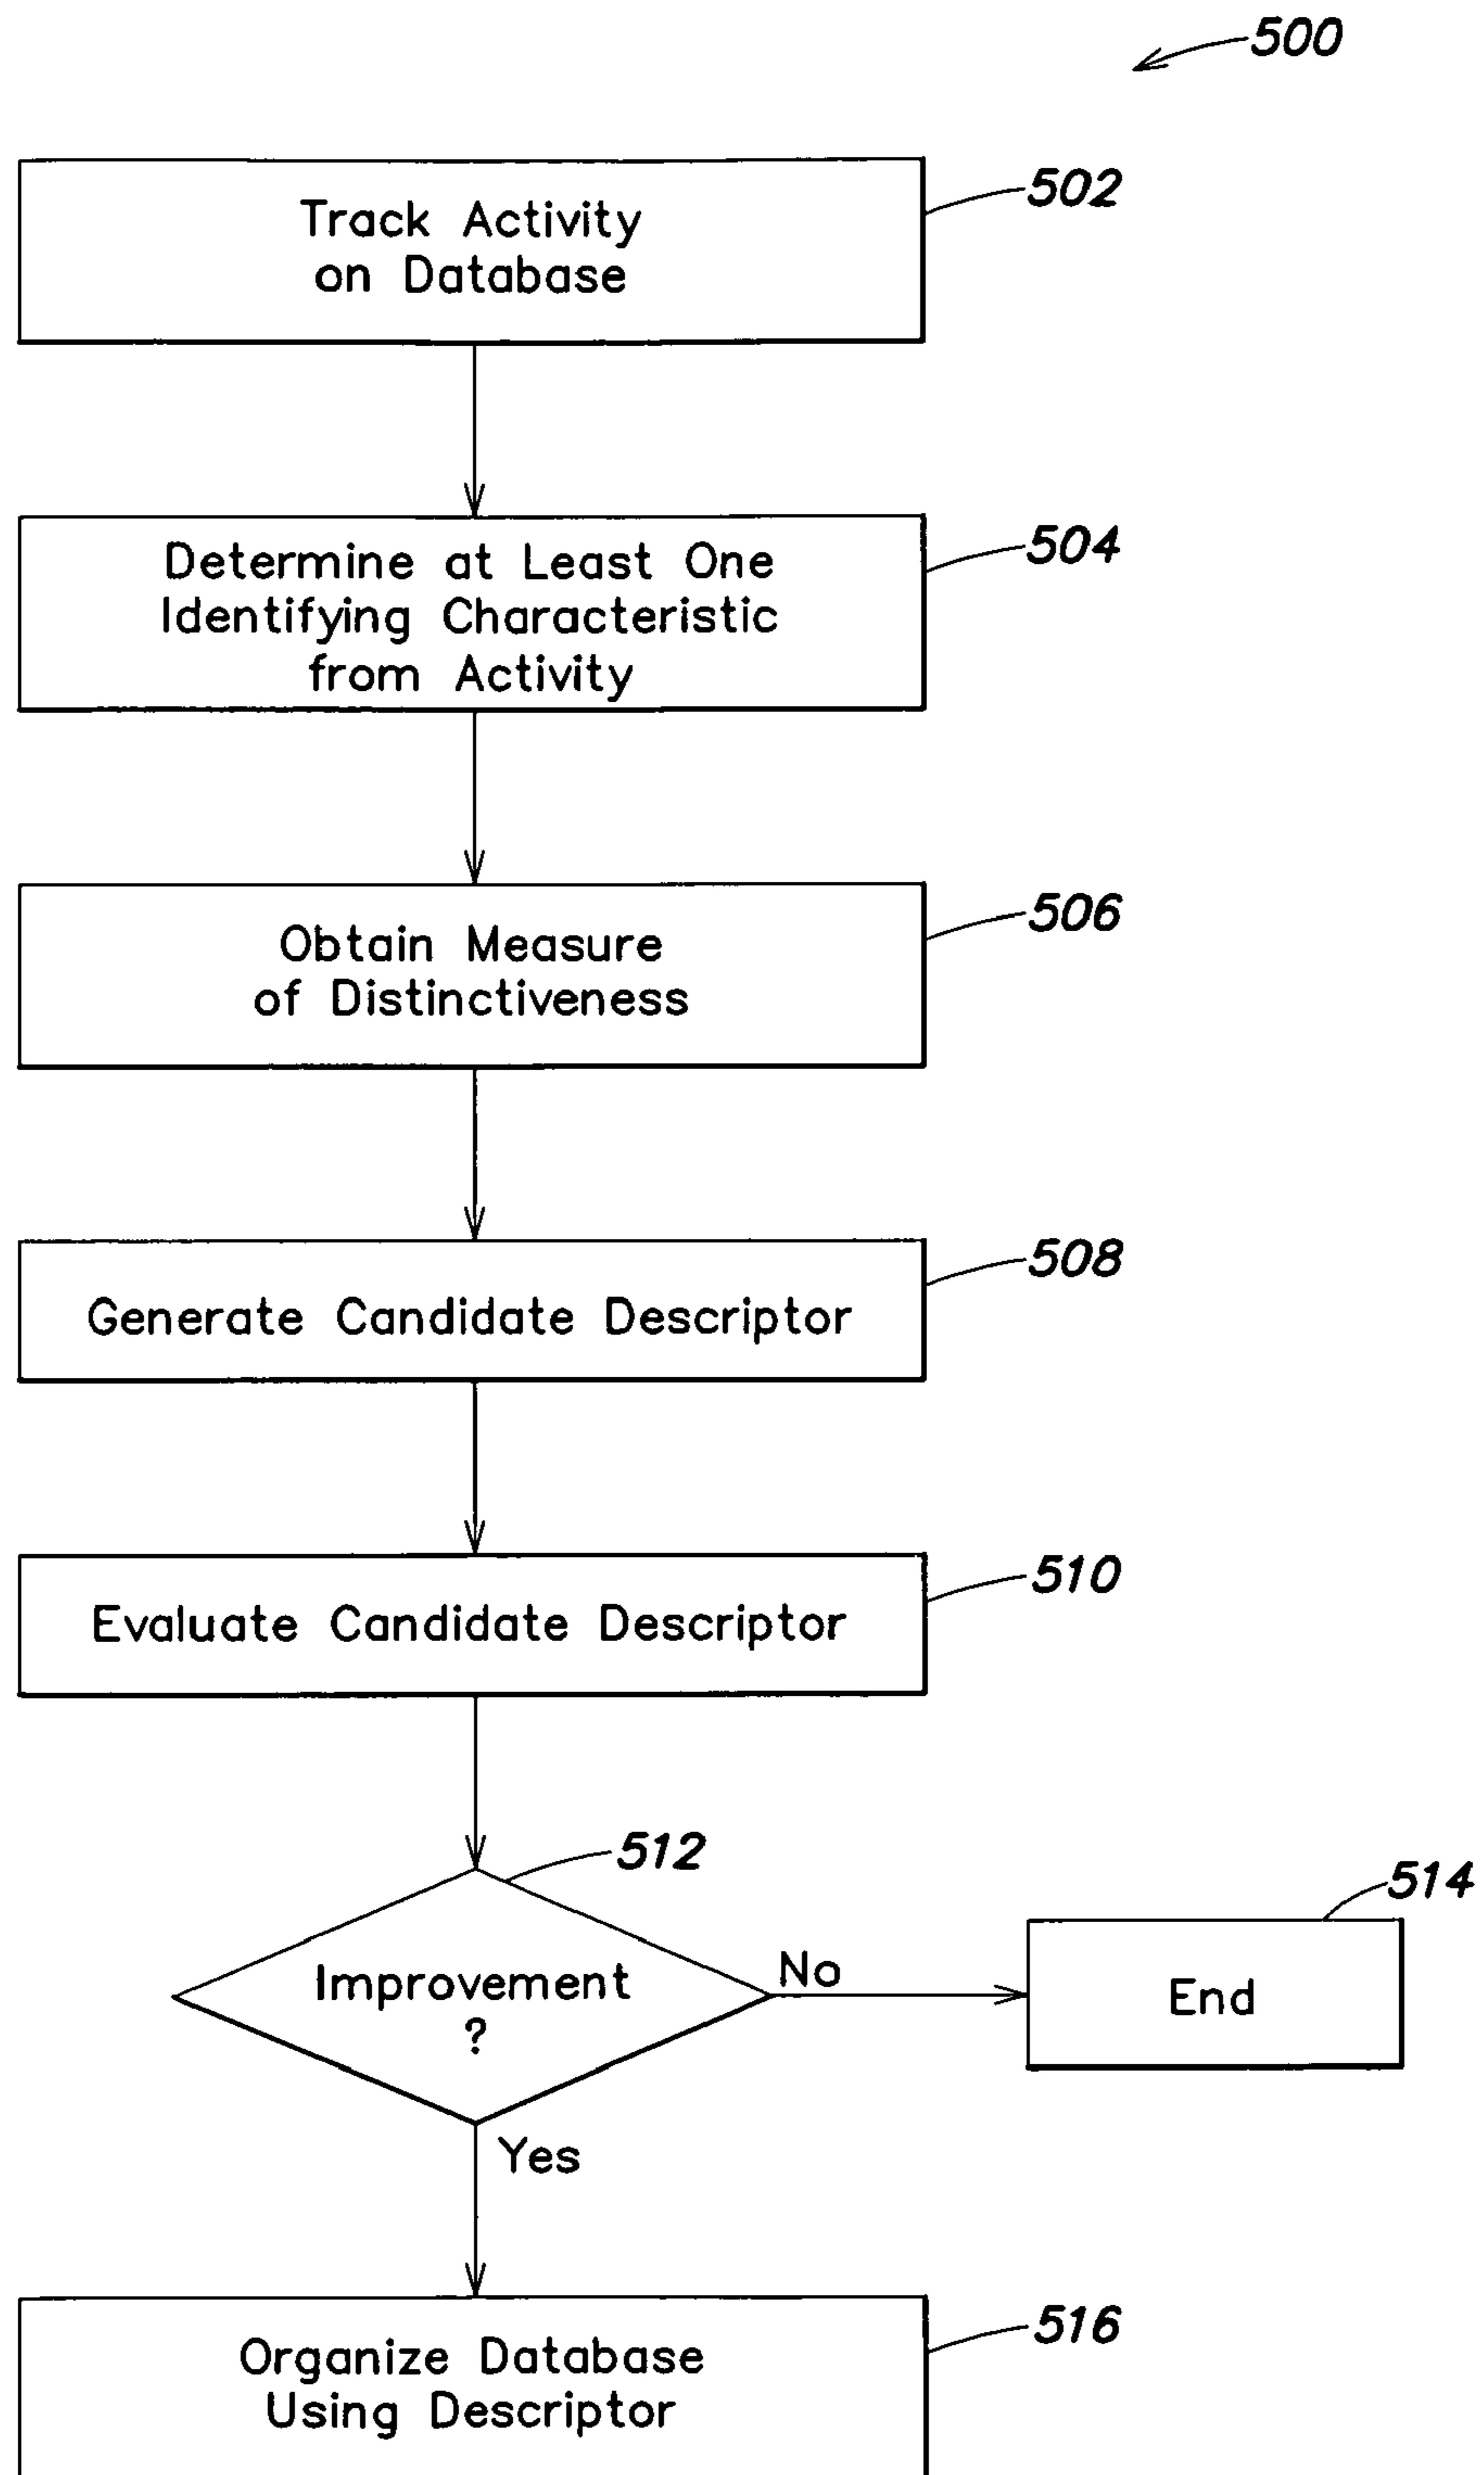 500
502
Track Activity
on Database
504
Determine at Least One
Identifying Characteristic
from Activity
506
Obtain Measure
of Distinctiveness
508
Generate Candidate Descriptor
510
Evaluate Candidate Descriptor
512
Improvement
?
No
514
End
Yes
516
Organize Database
Using Descriptor